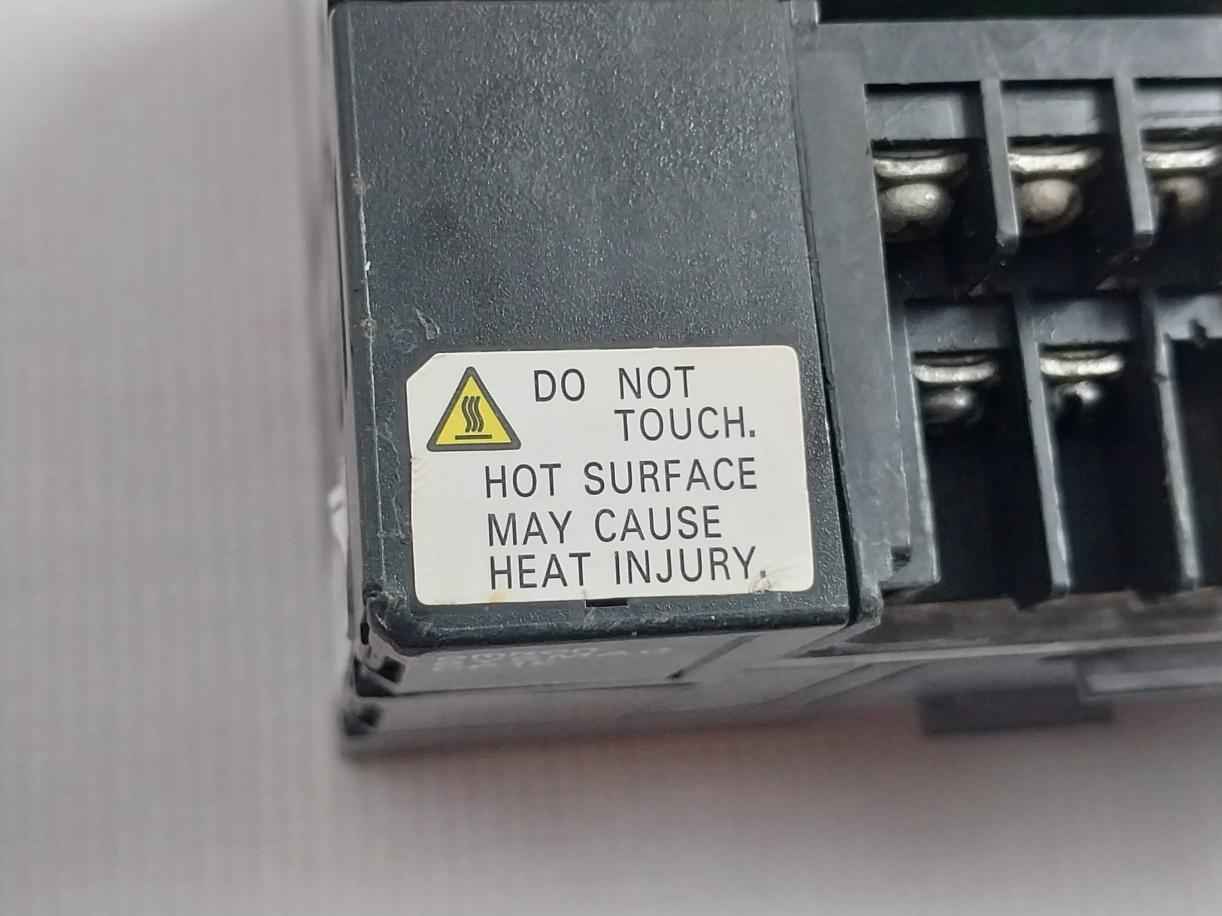 DO NOT
TOUCH.
HOT SURFACE
MAY CAUSE
HEAT INJURY.